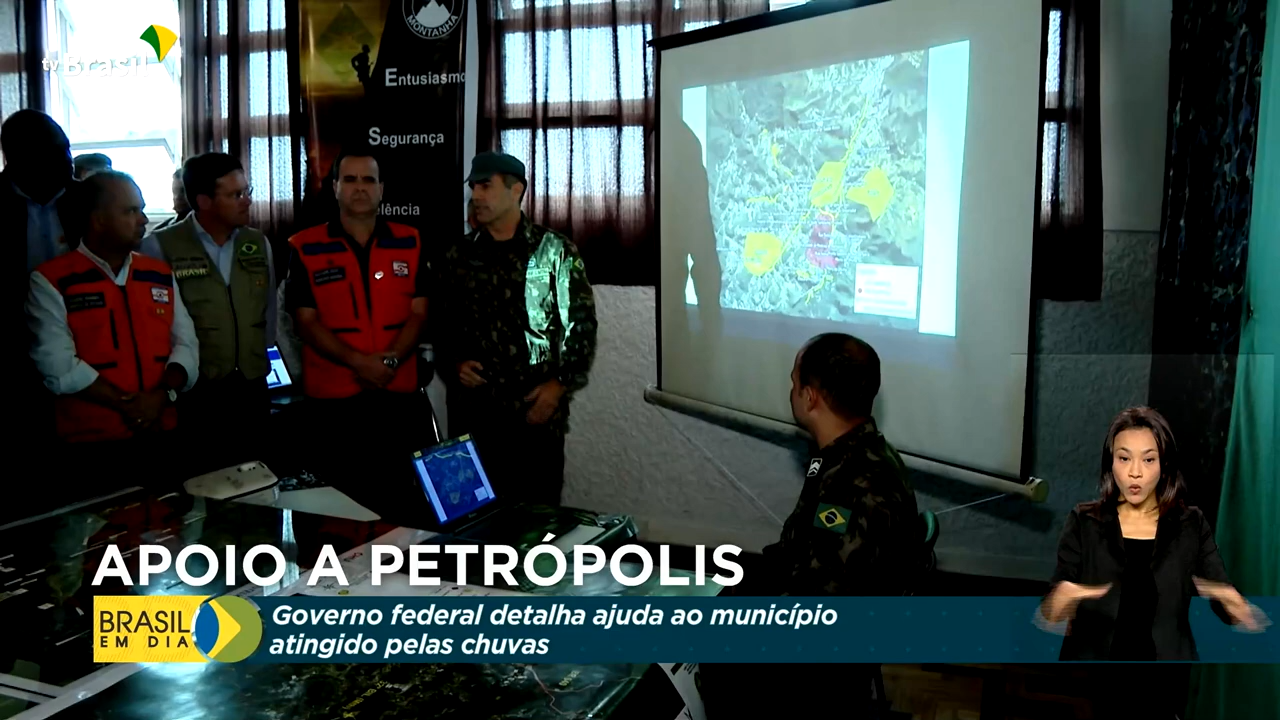 tv Brasil
MONTANHA
Entusiasmo
Segurança
elência
BRASIL
APOIO A PETRÓPOLIS
BRASIL
EM DIA
Governo federal detalha ajuda ao município
atingido pelas chuvas